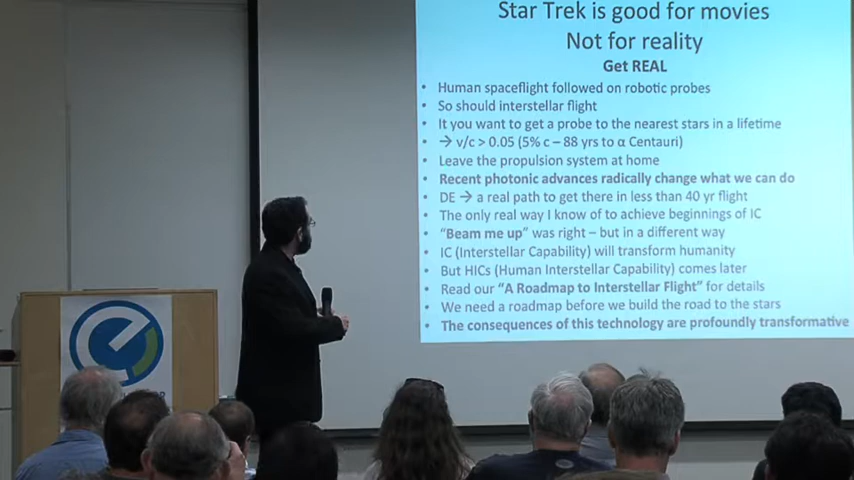 Star Trek is good for movies
Not for reality
Get REAL
• Human spaceflight followed on robotic probes
• So should interstellar flight
• It you want to get a probe to the nearest stars in a lifetime
• → v/c > 0.05 (5% c – 88 yrs to α Centauri)
• Leave the propulsion system at home
• Recent photonic advances radically change what we can do
• DE → a real path to get there in less than 40 yr flight
• The only real way I know of to achieve beginnings of IC
• "Beam me up" was right – but in a different way
• IC (Interstellar Capability) will transform humanity
• But HICs (Human Interstellar Capability) comes later
• Read our "A Roadmap to Interstellar Flight" for details
• We need a roadmap before we build the road to the stars
• The consequences of this technology are profoundly transformative